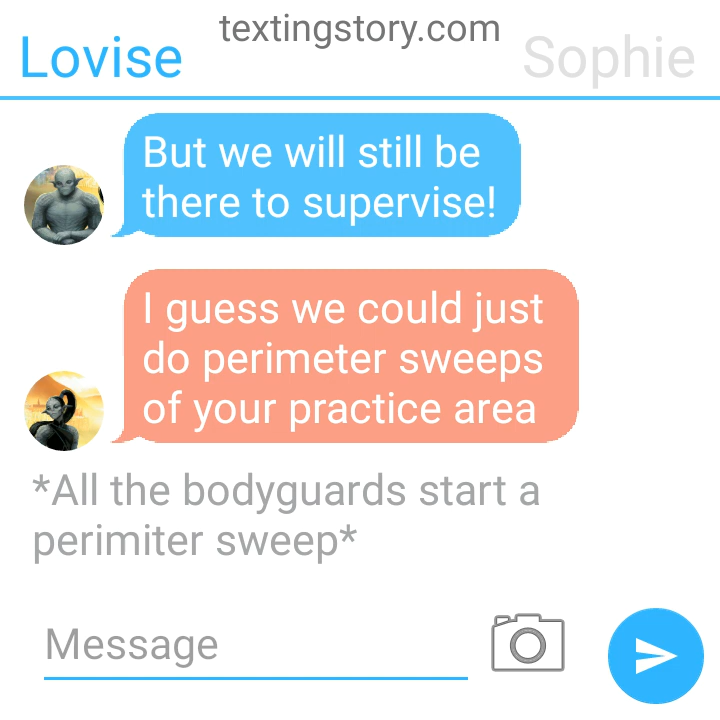 textingstory.com
Lovise
Sophie
But we will still be
there to supervise!
I guess we could just
do perimeter sweeps
of your practice area
*All the bodyguards start a
perimiter sweep*
Message